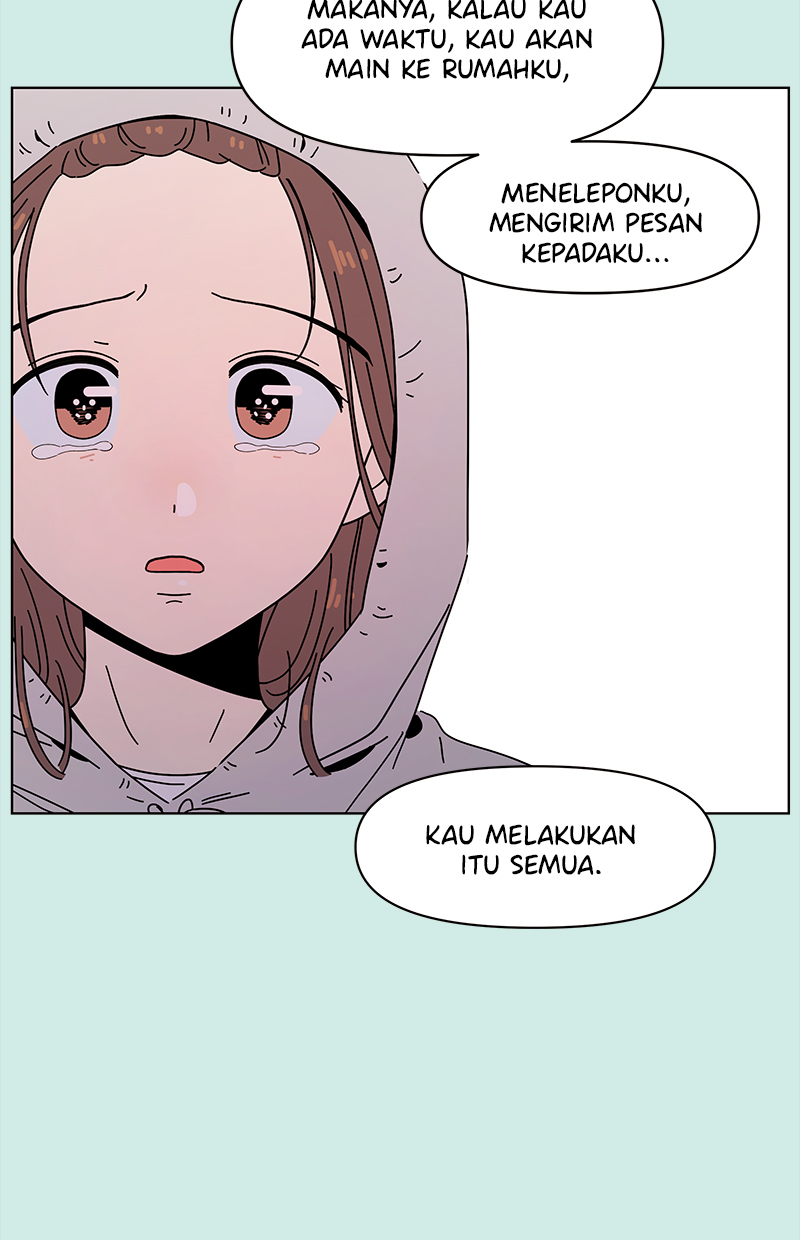 MAKANYA, KALAU KAU
ADA WAKTU, KAU AKAN
MAIN KE RUMAHKU,
MENELEPONKU,
MENGIRIM PESAN
KEPADAKU...
KAU MELAKUKAN
ITU SEMUA.